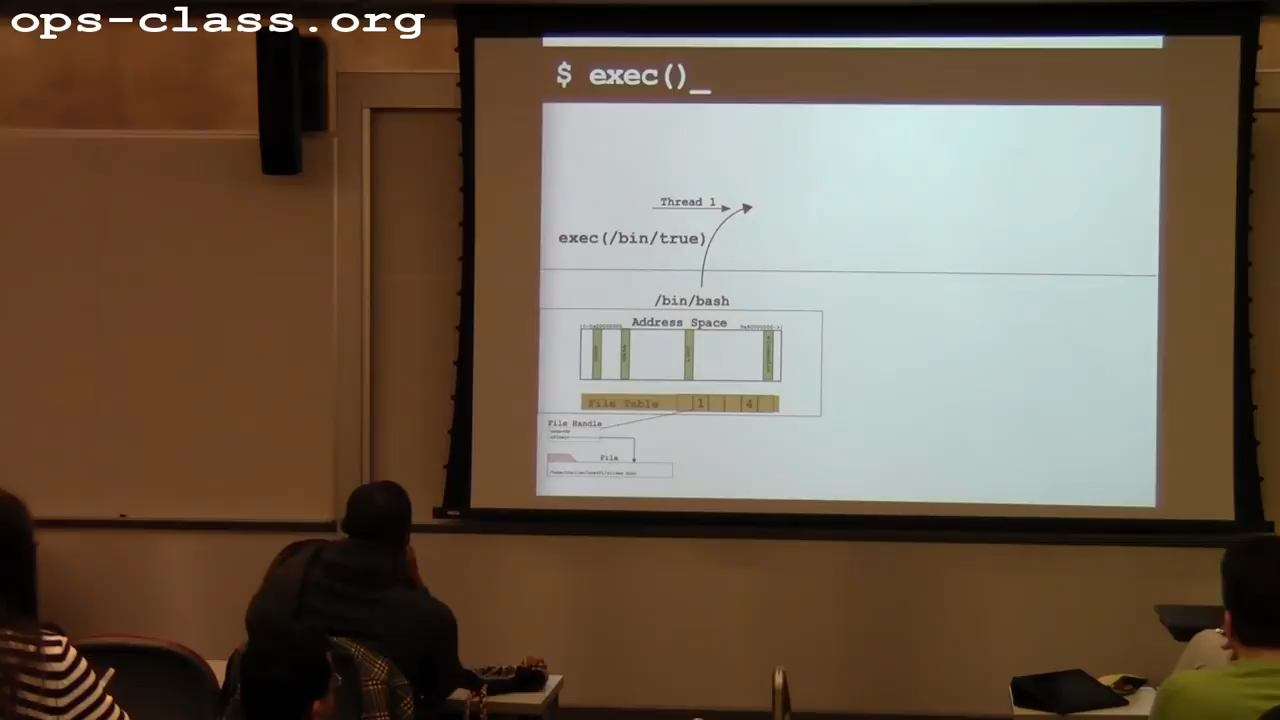 ops-class.org
$ exec()_
Thread 1
exec(/bin/true)
/bin/bash
Address Space
File Table 1 4
File Handle
File